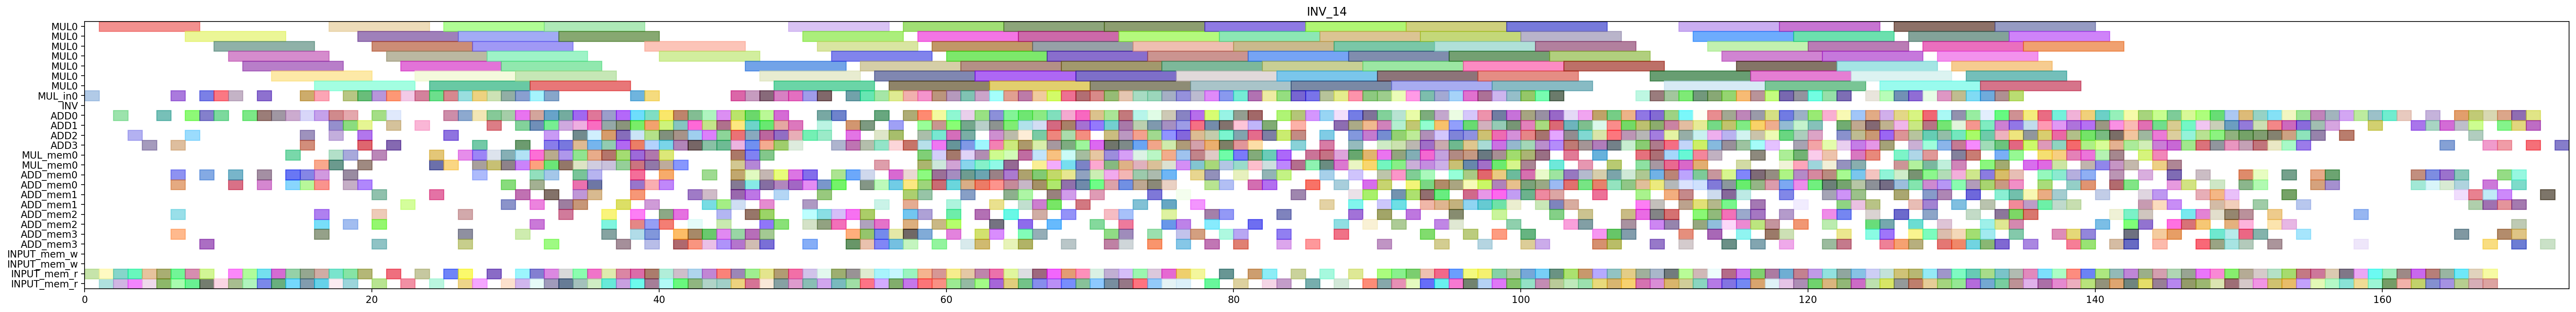 INV_14
MUL0
MUL0
MUL0
MUL0
MUL0
MUL0
MUL0
MUL_in0
INV
ADD0
ADD1
ADD2
ADD3
MUL_mem0
MUL_mem0
ADD_mem0
ADD_mem0
ADD_mem1
ADD_mem1
ADD_mem2
ADD_mem2
ADD_mem3
ADD_mem3
INPUT_mem_w
INPUT_mem_w
INPUT_mem_r
INPUT_mem_r
0 20 40 60 80 100 120 140 160